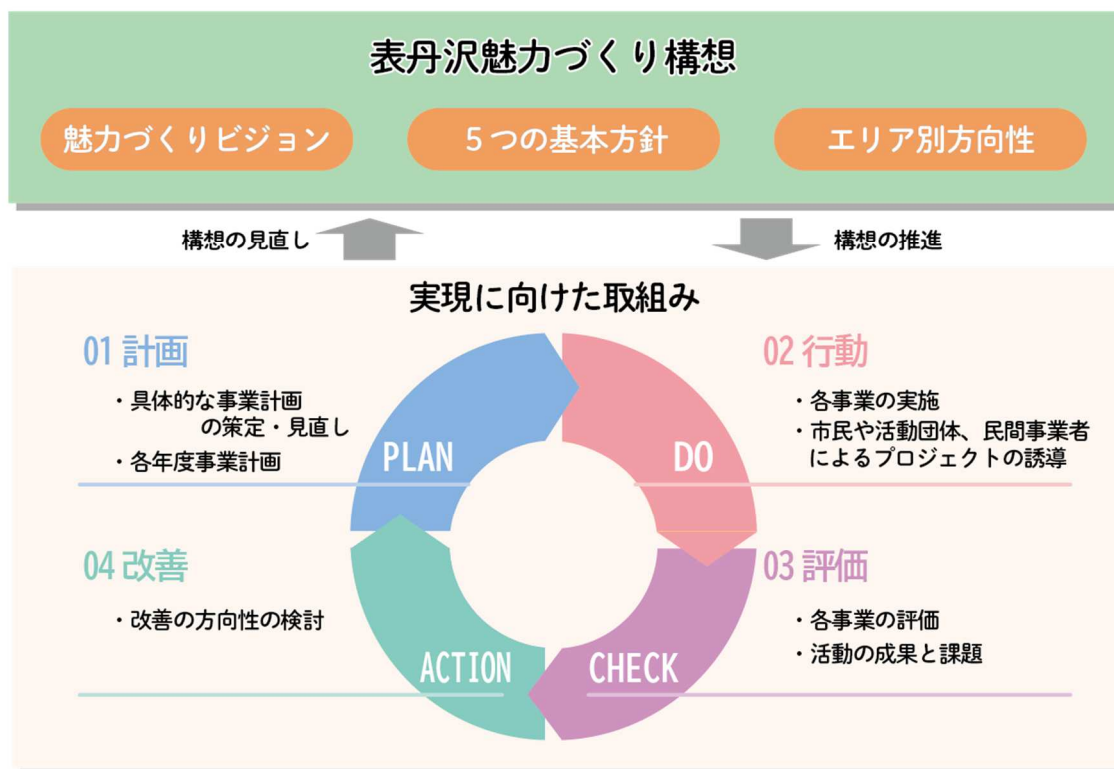 表丹沢魅力づくり構想
魅力づくりビジョン
5つの基本方針
エリア別方向性
構想の見直し
構想の推進
実現に向けた取組み
01 計画
・具体的な事業計画
の策定・見直し
・各年度事業計画
PLAN
02 行動
・各事業の実施
・市民や活動団体、民間事業者
によるプロジェクトの誘導
DO
03 評価
・各事業の評価
・活動の成果と課題
CHECK
04 改善
・改善の方向性の検討
ACTION